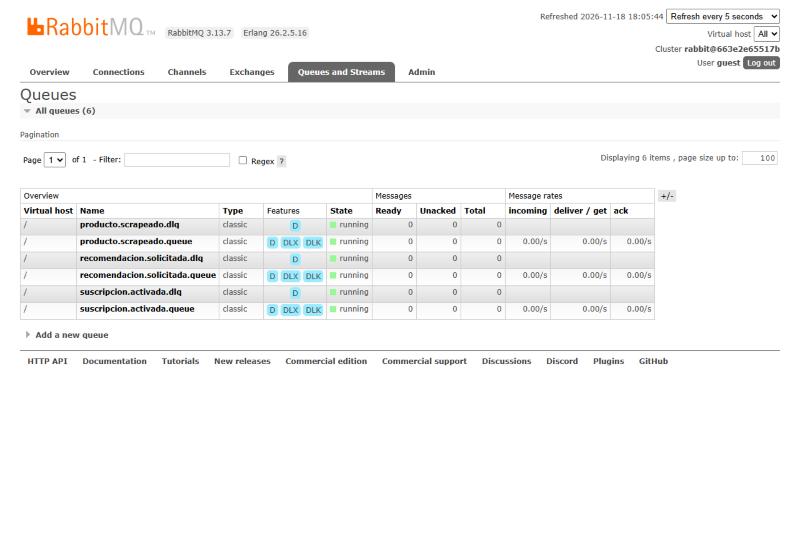 RabbitMQ TM RabbitMQ 3.13.7 Erlang 26.2.5.16
Refreshed 2026-11-18 18:05:44 Refresh every 5 seconds
Virtual host All
Cluster rabbit@663e2e65517b
User guest Log out
Overview Connections Channels Exchanges Queues and Streams Admin
Queues
All queues (6)
Pagination
Page 1 of 1 - Filter: Regex ? Displaying 6 items , page size up to: 100
Overview Messages Message rates +/-
Virtual host Name Type Features State Ready Unacked Total incoming deliver / get ack
/ producto.scrapeado.dlq classic D running 0 0 0
/ producto.scrapeado.queue classic D DLX DLK running 0 0 0 0.00/s 0.00/s 0.00/s
/ recomendacion.solicitada.dlq classic D running 0 0 0
/ recomendacion.solicitada.queue classic D DLX DLK running 0 0 0 0.00/s 0.00/s 0.00/s
/ suscripcion.activada.dlq classic D running 0 0 0
/ suscripcion.activada.queue classic D DLX DLK running 0 0 0 0.00/s 0.00/s 0.00/s
Add a new queue
HTTP API Documentation Tutorials New releases Commercial edition Commercial support Discussions Discord Plugins GitHub